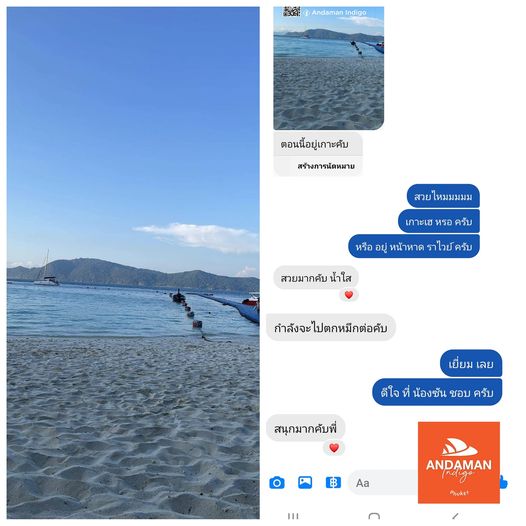 Andaman Indigo
ตอนนี้อยู่เกาะคับ
สร้างการนัดหมาย
สวยไหมมมมม
เกาะเฮ หรอ ครับ
หรือ อยู่ หน้าหาด ราไวย์ ครับ
สวยมากคับ น้ำใส
กำลังจะไปตกหมึกต่อคับ
เยี่ยม เลย
ดีใจ ที่ น้องซัน ชอบ ครับ
สนุกมากคับพี่
ANDAMAN
Indigo
Phuket
Aa